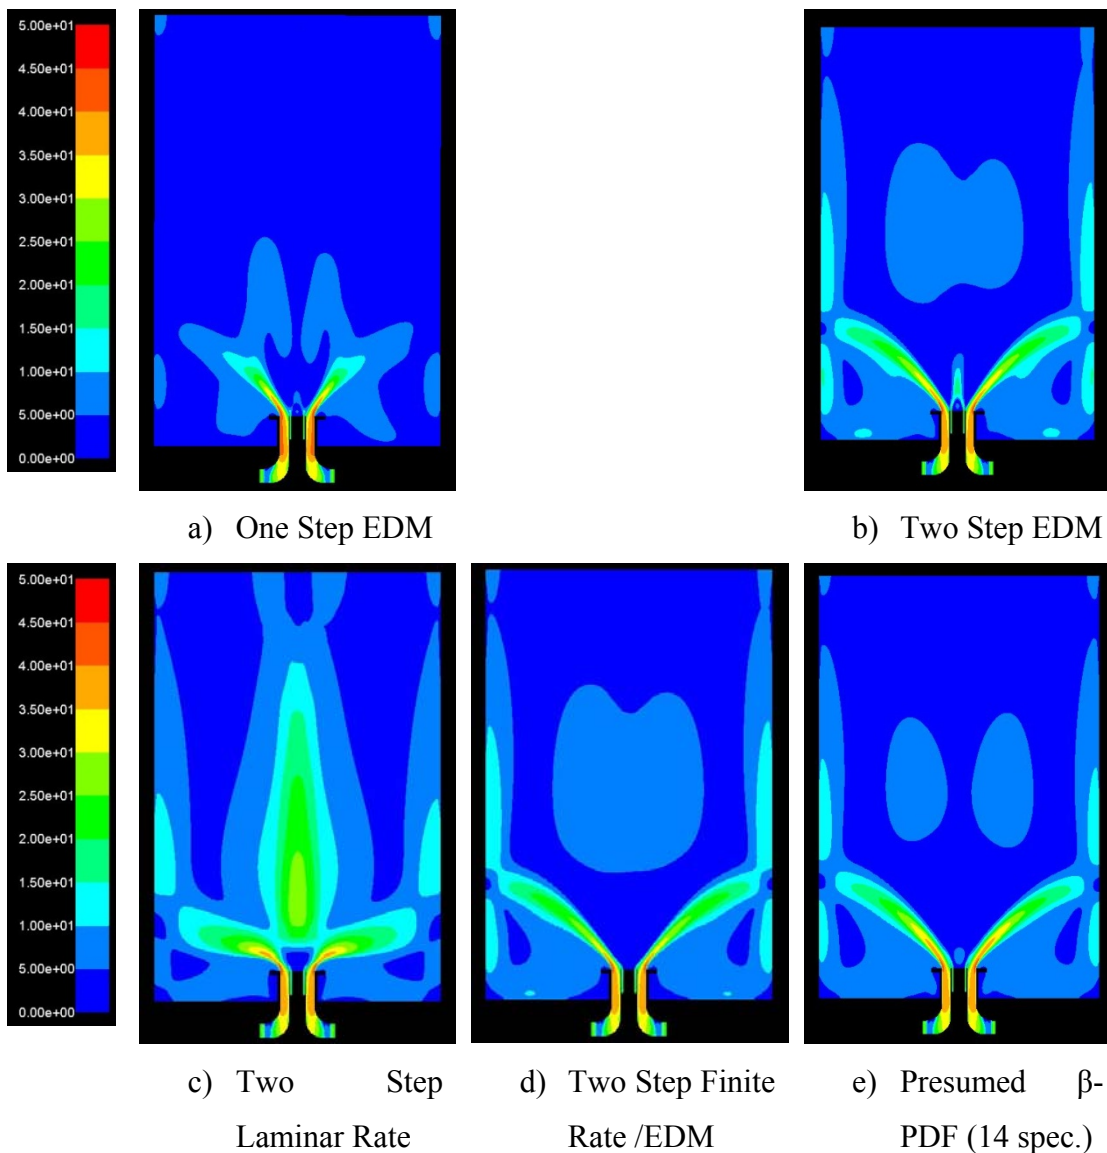 5.00e+01
4.50e+01
4.00e+01
3.50e+01
3.00e+01
2.50e+01
2.00e+01
1.50e+01
1.00e+01
5.00e+00
0.00e+00
a) One Step EDM
b) Two Step EDM
5.00e+01
4.50e+01
4.00e+01
3.50e+01
3.00e+01
2.50e+01
2.00e+01
1.50e+01
1.00e+01
5.00e+00
0.00e+00
c) Two Step
Laminar Rate
d) Two Step Finite
Rate /EDM
e) Presumed β-
PDF (14 spec.)